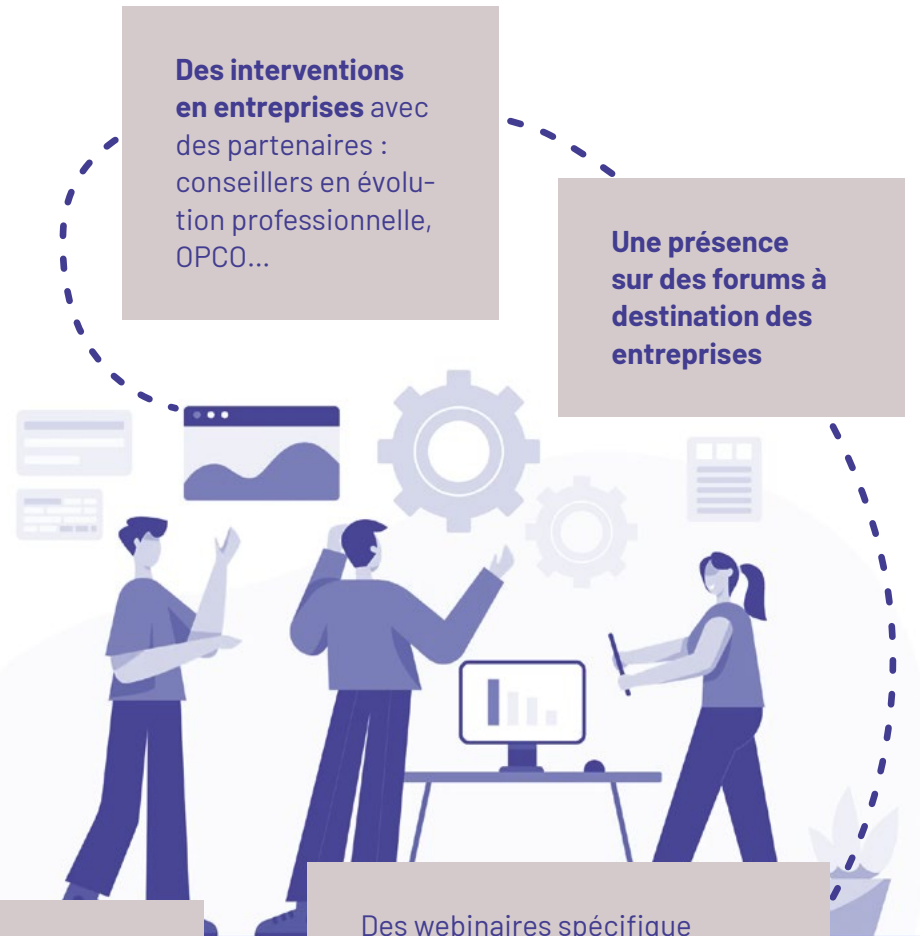 Des interventions
en entreprises avec
des partenaires :
conseillers en évolu-
tion professionnelle,
OPCO...
Une présence
sur des forums à
destination des
entreprises
Des webinaires spécifique